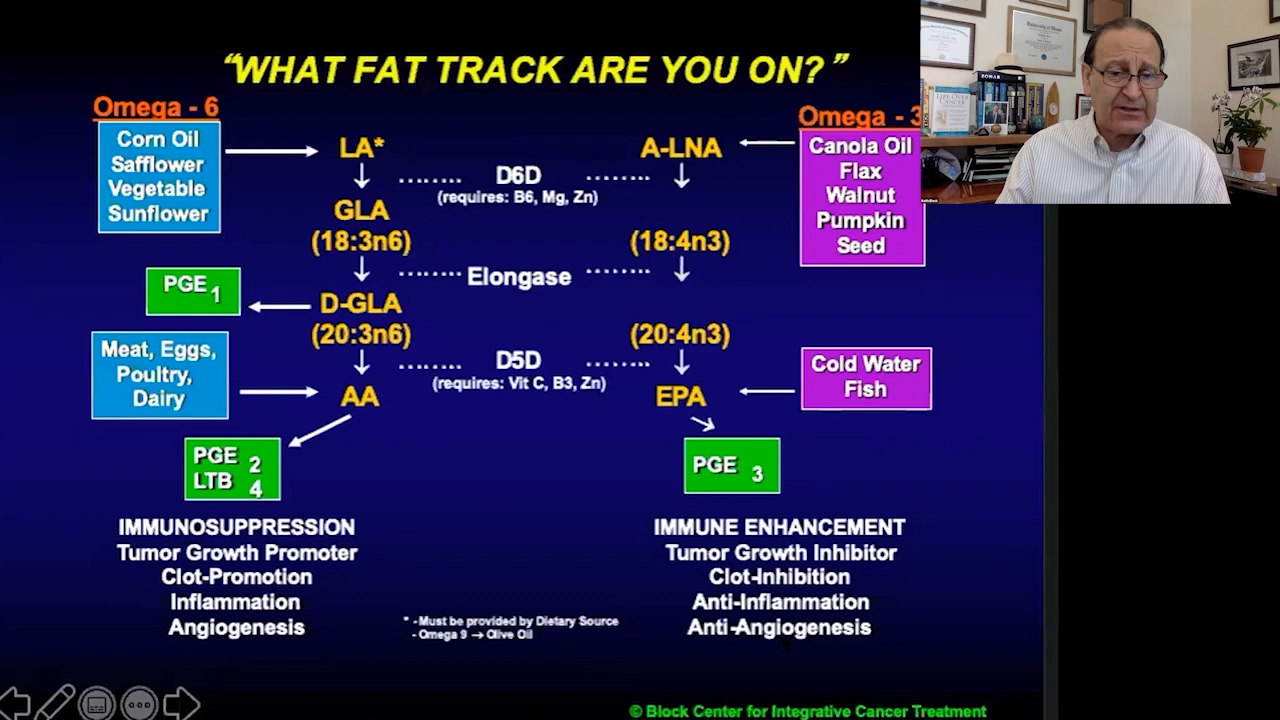 “WHAT FAT TRACK ARE YOU ON?”
Omega - 6
Corn Oil
Safflower
Vegetable
Sunflower
LA*
D6D
(requires: B6, Mg, Zn)
A-LNA
Omega - 3
Canola Oil
Flax
Walnut
Pumpkin
Seed
GLA
(18:3n6)
(18:4n3)
Elongase
PGE 1
D-GLA
(20:3n6)
(20:4n3)
D5D
(requires: Vit C, B3, Zn)
Meat, Eggs,
Poultry,
Dairy
AA
EPA
Cold Water
Fish
PGE 2
LTB 4
PGE 3
IMMUNOSUPPRESSION
Tumor Growth Promoter
Clot-Promotion
Inflammation
Angiogenesis
IMMUNE ENHANCEMENT
Tumor Growth Inhibitor
Clot-Inhibition
Anti-Inflammation
Anti-Angiogenesis
* - Must be provided by Dietary Source
- Omega 9 → Olive Oil
© Block Center for Integrative Cancer Treatment
LIFE OVER
CANCER